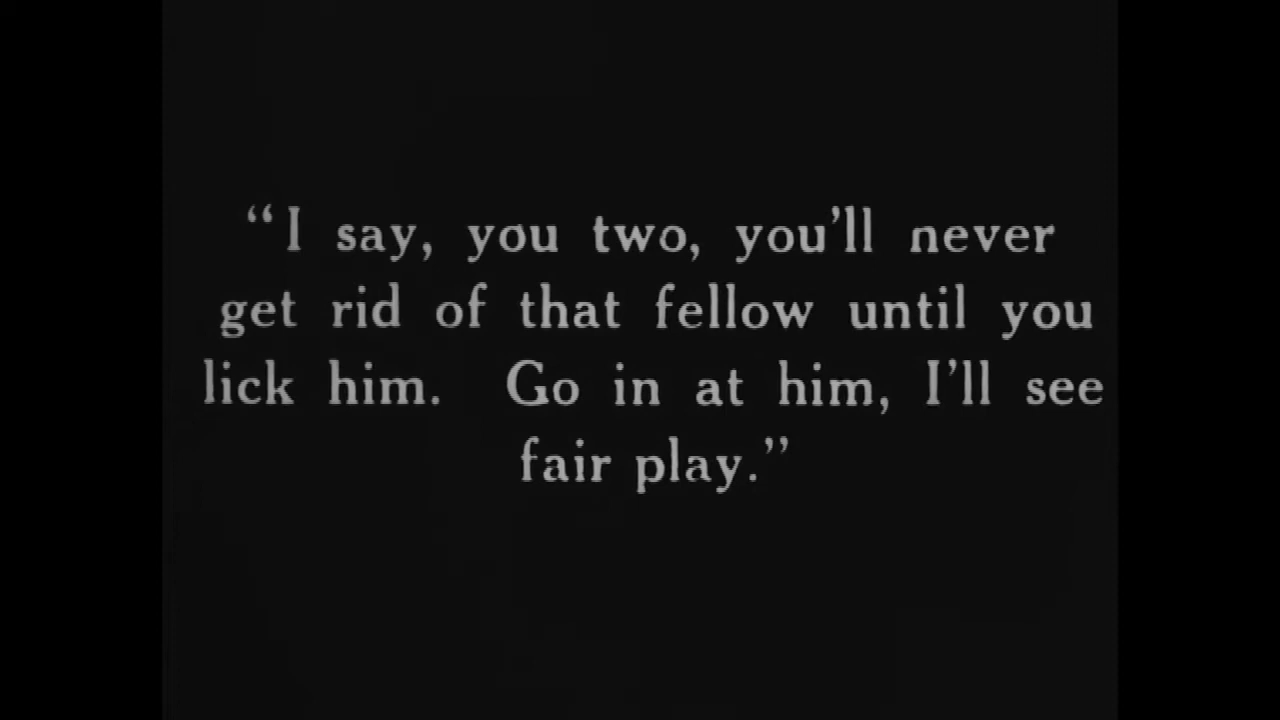 “I say, you two, you’ll never
get rid of that fellow until you
lick him. Go in at him, I’ll see
fair play.”